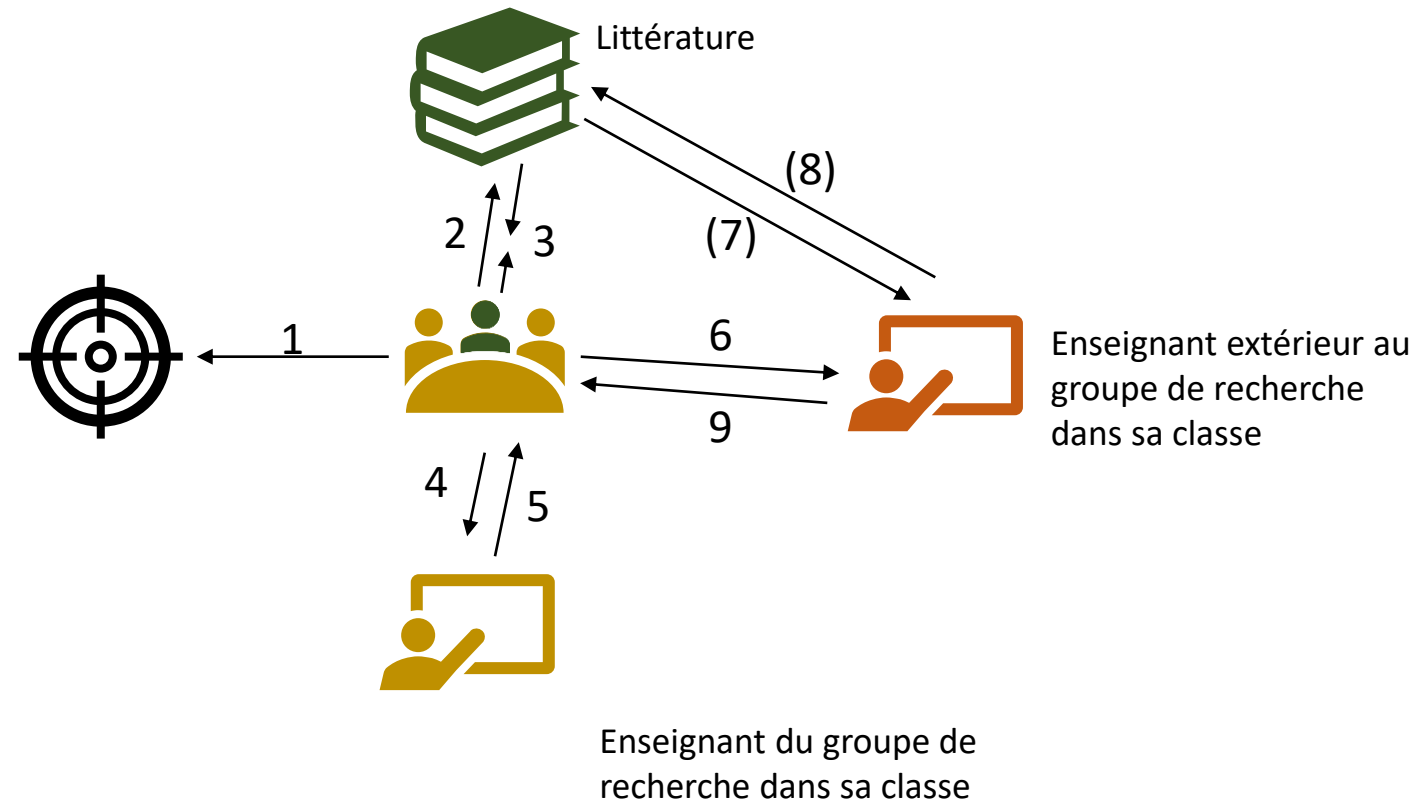 Littérature
(8)
2
3
(7)
1
6
Enseignant extérieur au
groupe de recherche
dans sa classe
9
4
5
Enseignant du groupe de
recherche dans sa classe